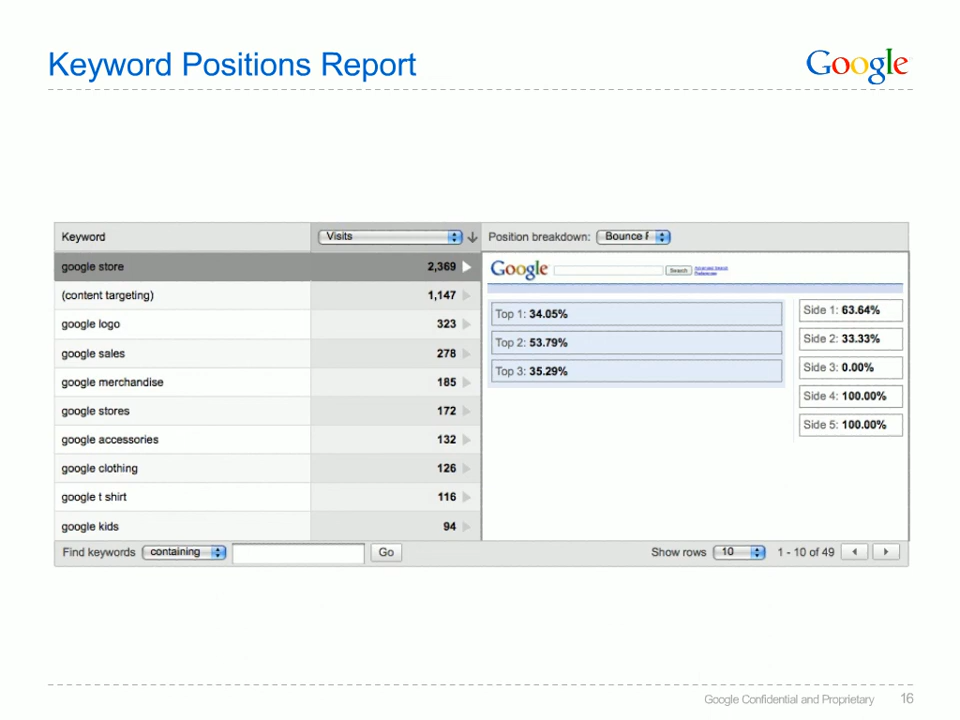 Keyword Positions Report
Google
Keyword
Visits
Position breakdown: Bounce F
google store 2,369
(content targeting) 1,147
google logo 323
google sales 278
google merchandise 185
google stores 172
google accessories 132
google clothing 126
google t shirt 116
google kids 94
Google
Search
Advanced Search
Preferences
Top 1: 34.05%
Top 2: 53.79%
Top 3: 35.29%
Side 1: 63.64%
Side 2: 33.33%
Side 3: 0.00%
Side 4: 100.00%
Side 5: 100.00%
Find keywords containing Go
Show rows 10 1 - 10 of 49
Google Confidential and Proprietary 16